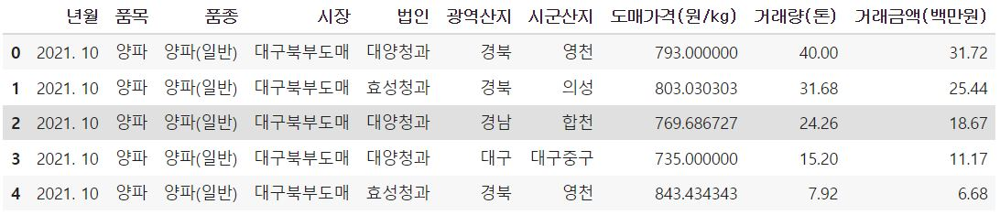 년월 품목 품종 시장 법인 광역산지 시군산지 도매가격(원/kg) 거래량(톤) 거래금액(백만원)
0 2021. 10 양파 양파(일반) 대구북부도매 대양청과 경북 영천 793.000000 40.00 31.72
1 2021. 10 양파 양파(일반) 대구북부도매 효성청과 경북 의성 803.030303 31.68 25.44
2 2021. 10 양파 양파(일반) 대구북부도매 대양청과 경남 합천 769.686727 24.26 18.67
3 2021. 10 양파 양파(일반) 대구북부도매 대양청과 대구 대구중구 735.000000 15.20 11.17
4 2021. 10 양파 양파(일반) 대구북부도매 효성청과 경북 영천 843.434343 7.92 6.68